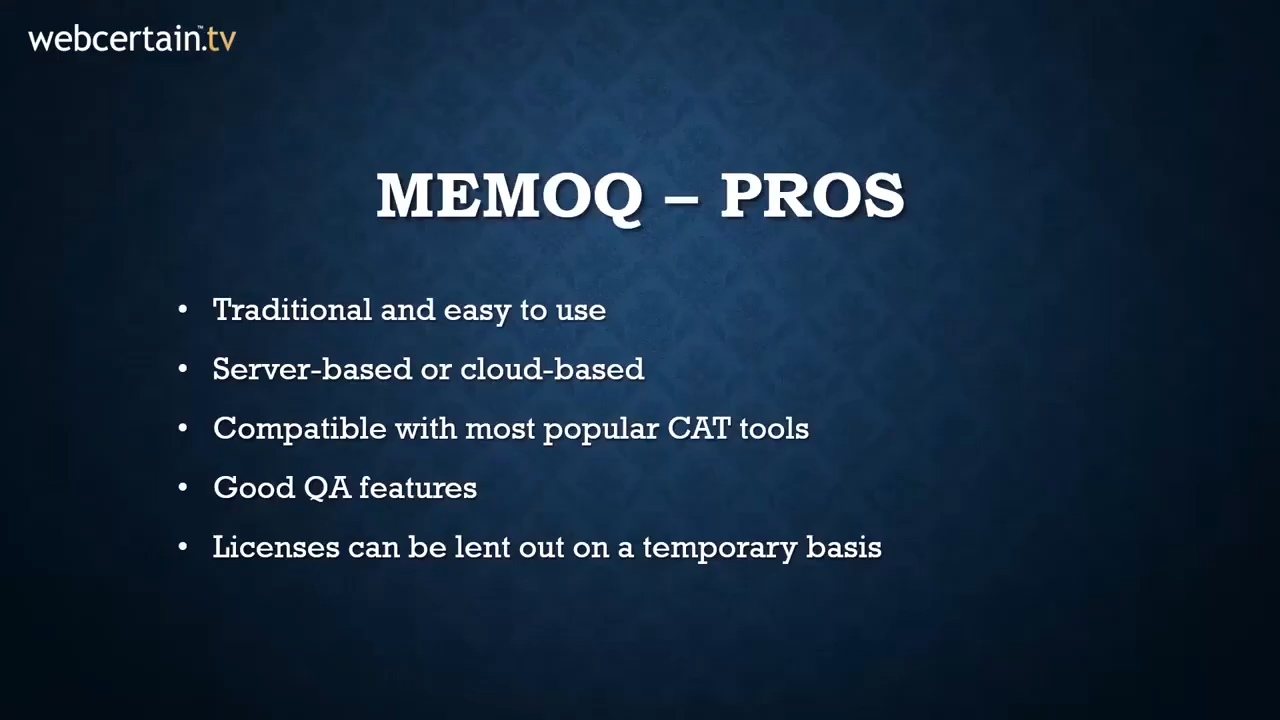 webcertain.tv™
MEMOQ – PROS
• Traditional and easy to use
• Server-based or cloud-based
• Compatible with most popular CAT tools
• Good QA features
• Licenses can be lent out on a temporary basis